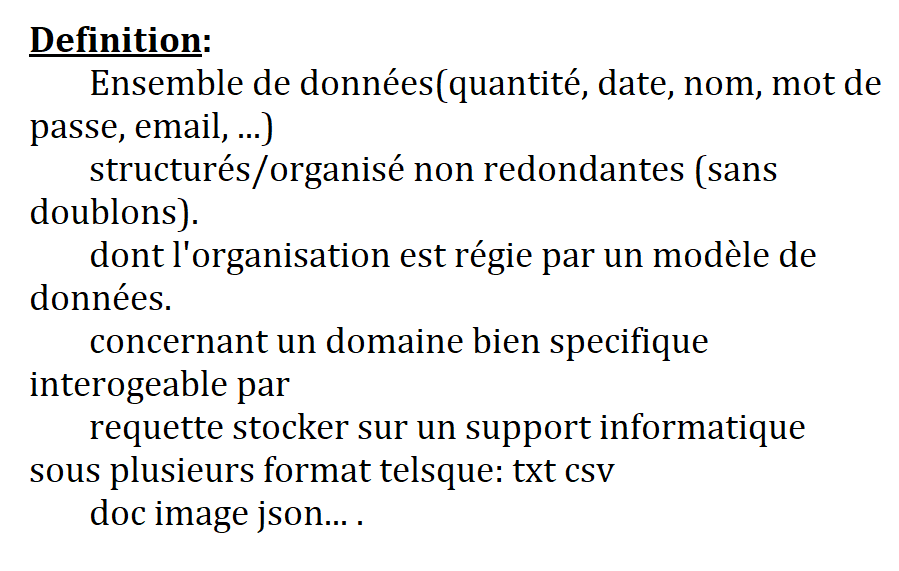 Definition:
Ensemble de données(quantité, date, nom, mot de
passe, email, ...)
structurés/organisé non redondantes (sans
doublons).
dont l'organisation est régie par un modèle de
données.
concernant un domaine bien specifique
interogeable par
requette stocker sur un support informatique
sous plusieurs format telsque: txt csv
doc image json... .